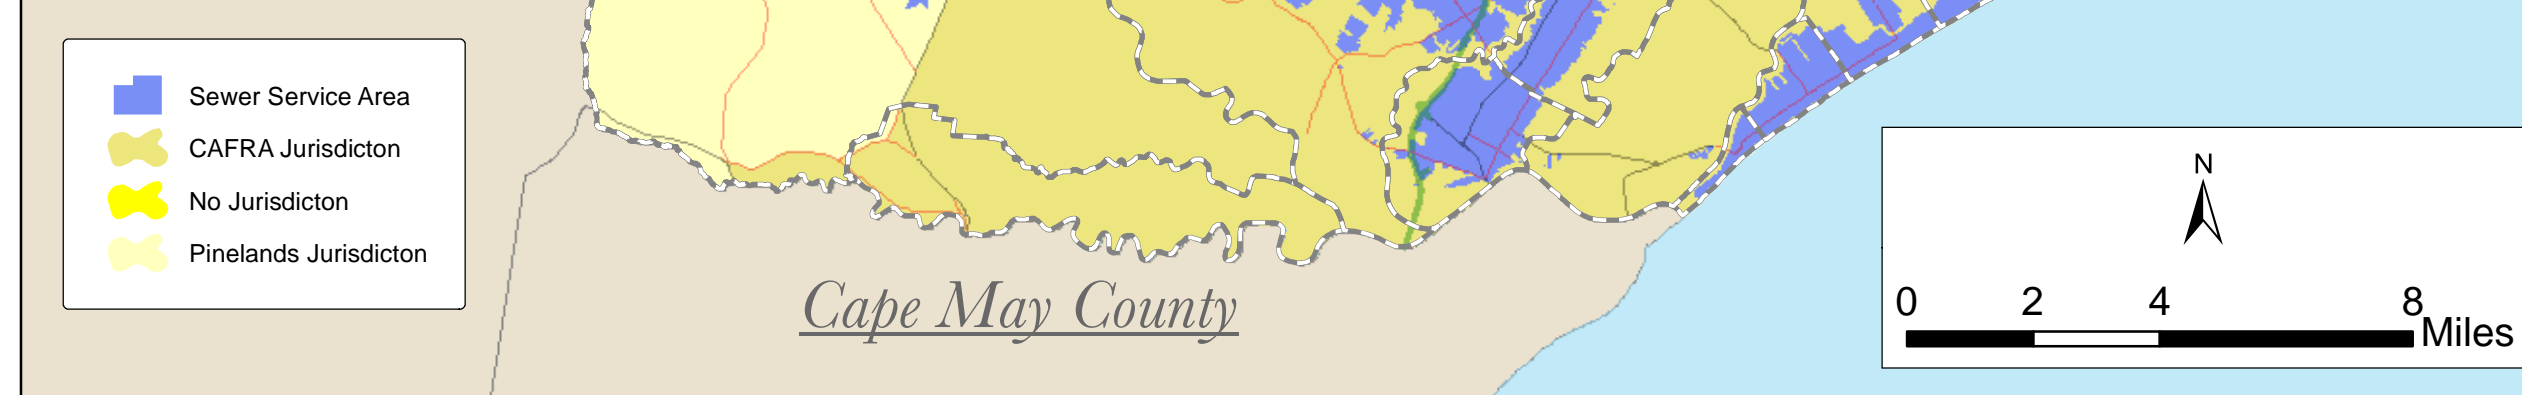 Sewer Service Area
CAFRA Jurisdicton
No Jurisdicton
Pinelands Jurisdicton
Cape May County
N
0 2 4 8
Miles